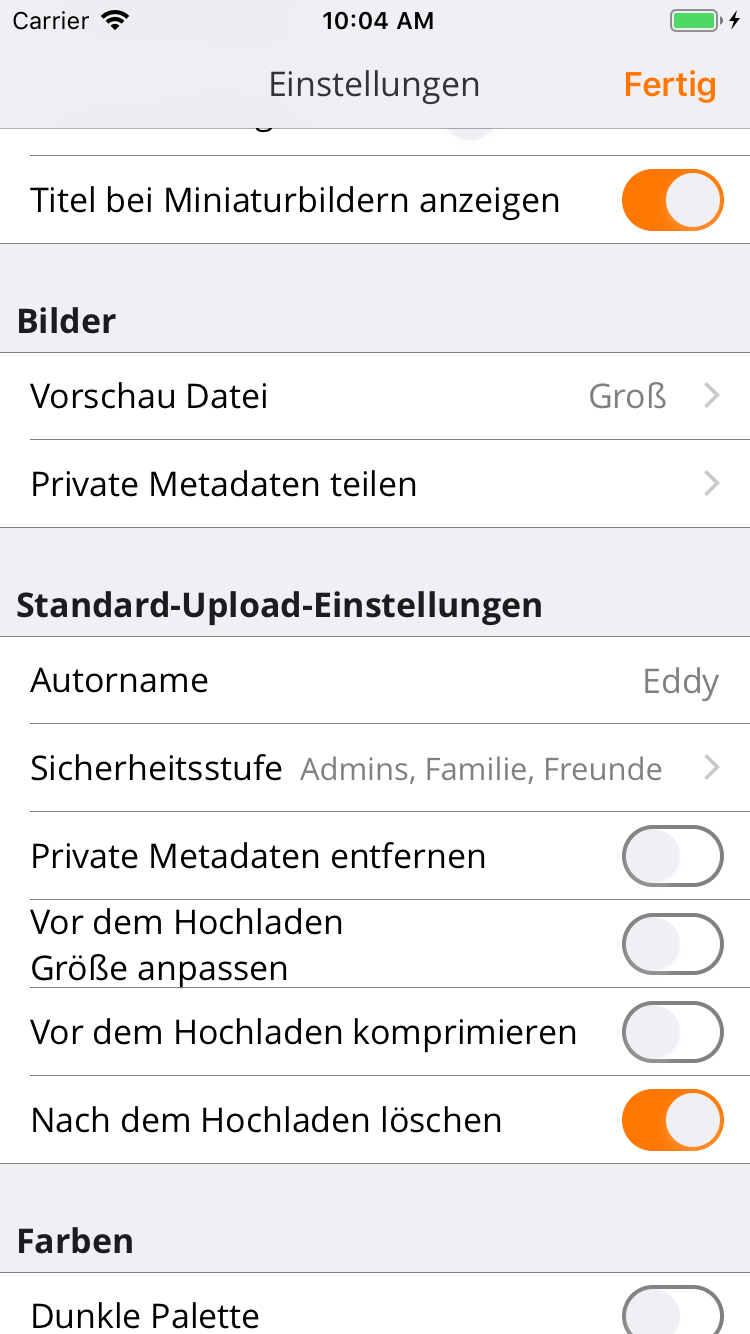 Carrier 10:04 AM
Einstellungen Fertig
Titel bei Miniaturbildern anzeigen
Bilder
Vorschau Datei Groß
Private Metadaten teilen
Standard-Upload-Einstellungen
Autorname Eddy
Sicherheitsstufe Admins, Familie, Freunde
Private Metadaten entfernen
Vor dem Hochladen
Größe anpassen
Vor dem Hochladen komprimieren
Nach dem Hochladen löschen
Farben
Dunkle Palette